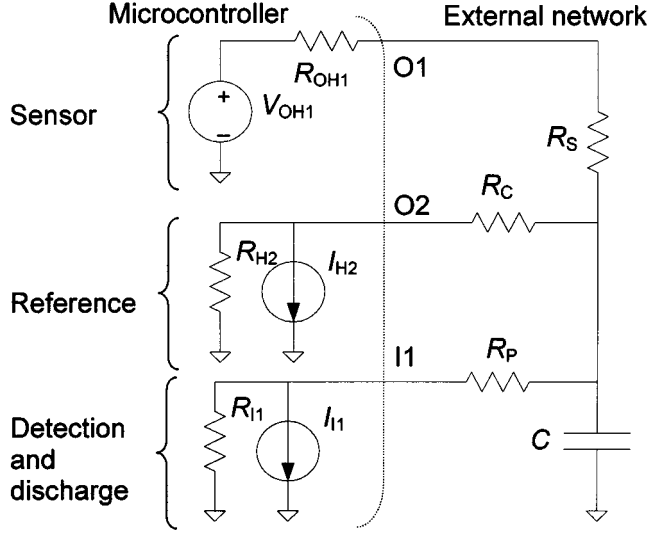 Microcontroller External network
R_OH1 O1
+
V_OH1
−
Sensor
R_S
R_C
O2
R_H2 I_H2
Reference
I1 R_P
R_I1 I_I1
Detection
and
discharge
C